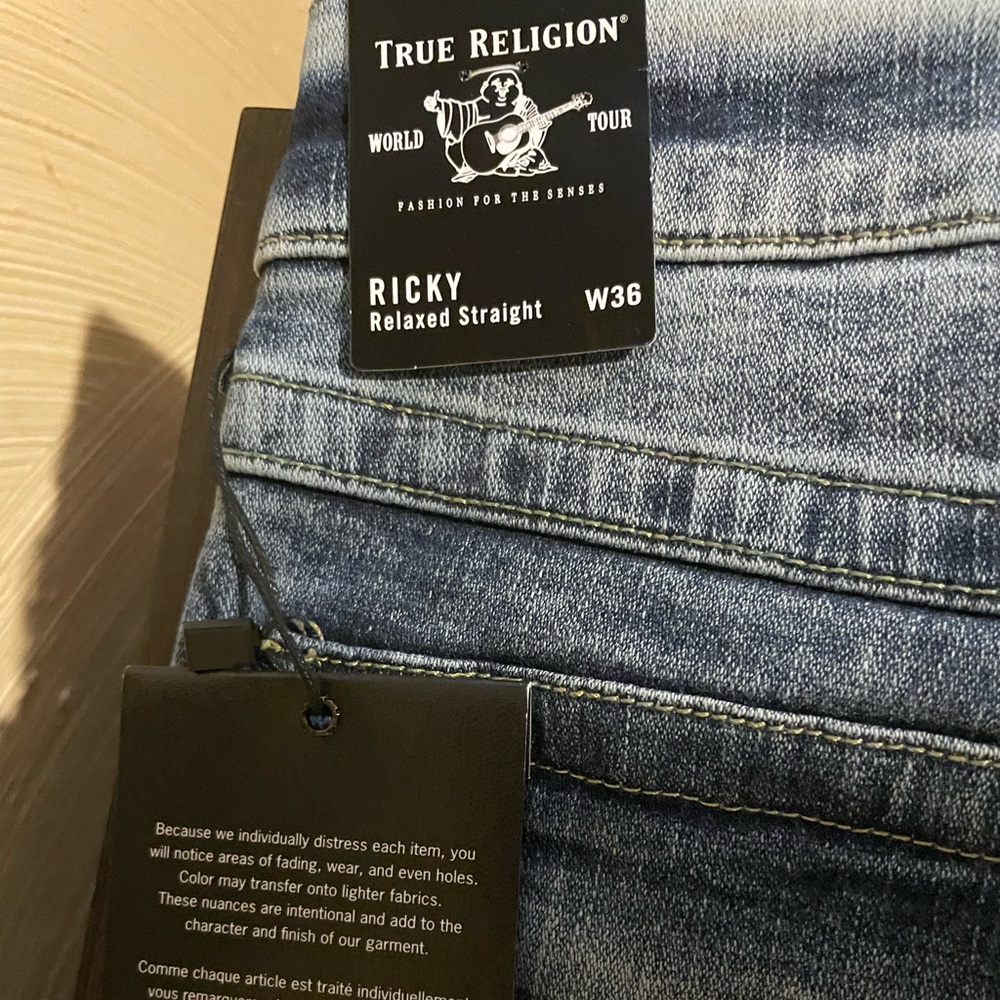 TRUE RELIGION®
WORLD TOUR
FASHION FOR THE SENSES
RICKY
Relaxed Straight W36
Because we individually distress each item, you
will notice areas of fading, wear, and even holes.
Color may transfer onto lighter fabrics.
These nuances are intentional and add to the
character and finish of our garment.
Comme chaque article est traité individuellement
vous